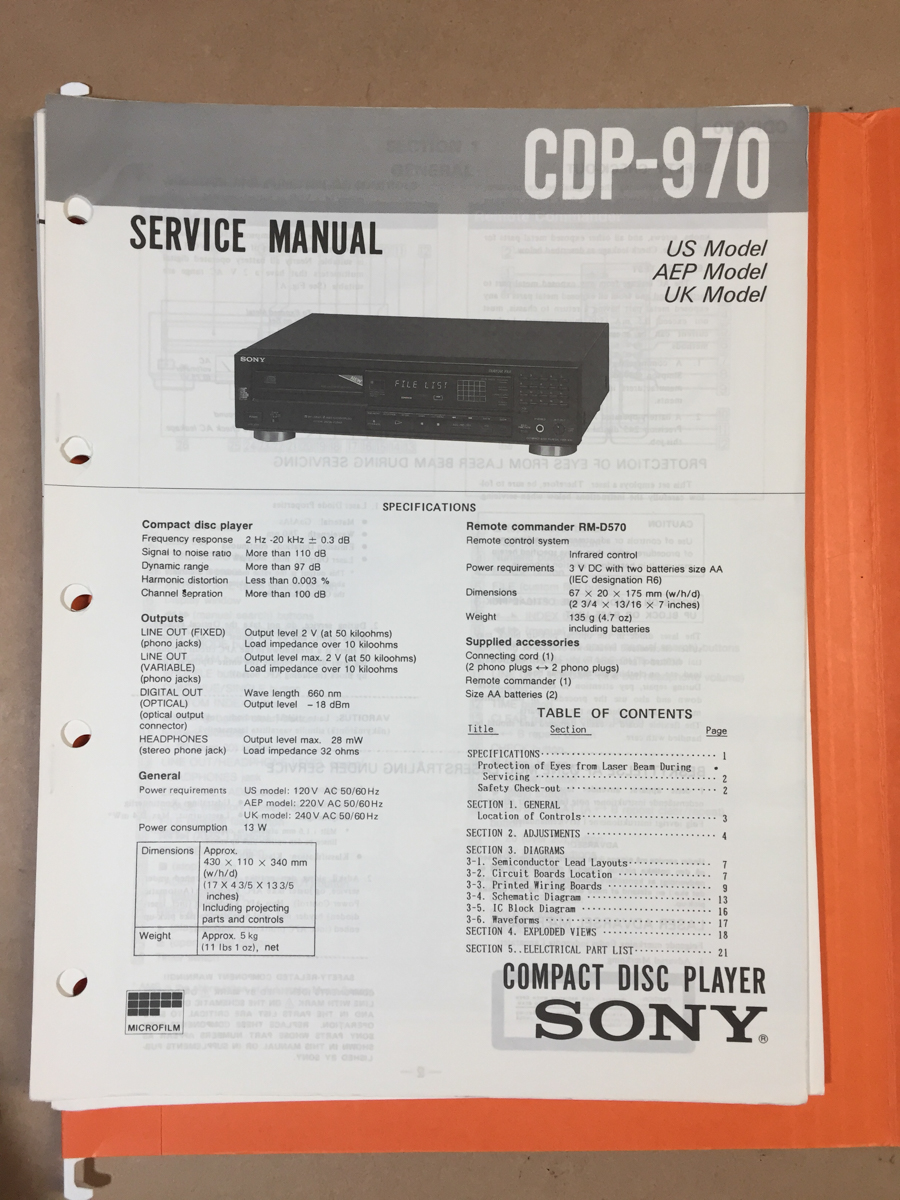 CDP-970
SERVICE MANUAL
US Model
AEP Model
UK Model
SONY
FILE LIST
SPECIFICATIONS
Compact disc player
Frequency response 2 Hz -20 kHz ± 0.3 dB
Signal to noise ratio More than 110 dB
Dynamic range More than 97 dB
Harmonic distortion Less than 0.003 %
Channel sepration More than 100 dB
Outputs
LINE OUT (FIXED) Output level 2 V (at 50 kiloohms)
(phono jacks) Load impedance over 10 kiloohms
LINE OUT Output level max. 2 V (at 50 kiloohms)
(VARIABLE) Load impedance over 10 kiloohms
(phono jacks)
DIGITAL OUT Wave length 660 nm
(OPTICAL) Output level – 18 dBm
(optical output
connector)
HEADPHONES Output level max. 28 mW
(stereo phone jack) Load impedance 32 ohms
General
Power requirements US model: 120V AC 50/60Hz
AEP model: 220V AC 50/60Hz
UK model: 240V AC 50/60Hz
Power consumption 13 W
Dimensions Approx.
430 × 110 × 340 mm
(w/h/d)
(17 X 4 3/5 X 13 3/5
inches)
Including projecting
parts and controls
Weight Approx. 5 kg
(11 lbs 1 oz), net
MICROFILM
Remote commander RM-D570
Remote control system
Infrared control
Power requirements 3 V DC with two batteries size AA
(IEC designation R6)
Dimensions 67 × 20 × 175 mm (w/h/d)
(2 3/4 × 13/16 × 7 inches)
Weight 135 g (4.7 oz)
including batteries
Supplied accessories
Connecting cord (1)
(2 phono plugs ↔ 2 phono plugs)
Remote commander (1)
Size AA batteries (2)
TABLE OF CONTENTS
Title Section Page
SPECIFICATIONS 1
Protection of Eyes from Laser Beam During
Servicing 2
Safety Check-out 2
SECTION 1. GENERAL
Location of Controls 3
SECTION 2. ADJUSTMENTS 4
SECTION 3. DIAGRAMS
3-1. Semiconductor Lead Layouts 7
3-2. Circuit Boards Location 7
3-3. Printed Wiring Boards 9
3-4. Schematic Diagram 13
3-5. IC Block Diagram 16
3-6. Waveforms 17
SECTION 4. EXPLODED VIEWS 18
SECTION 5..ELELCTRICAL PART LIST 21
COMPACT DISC PLAYER
SONY®